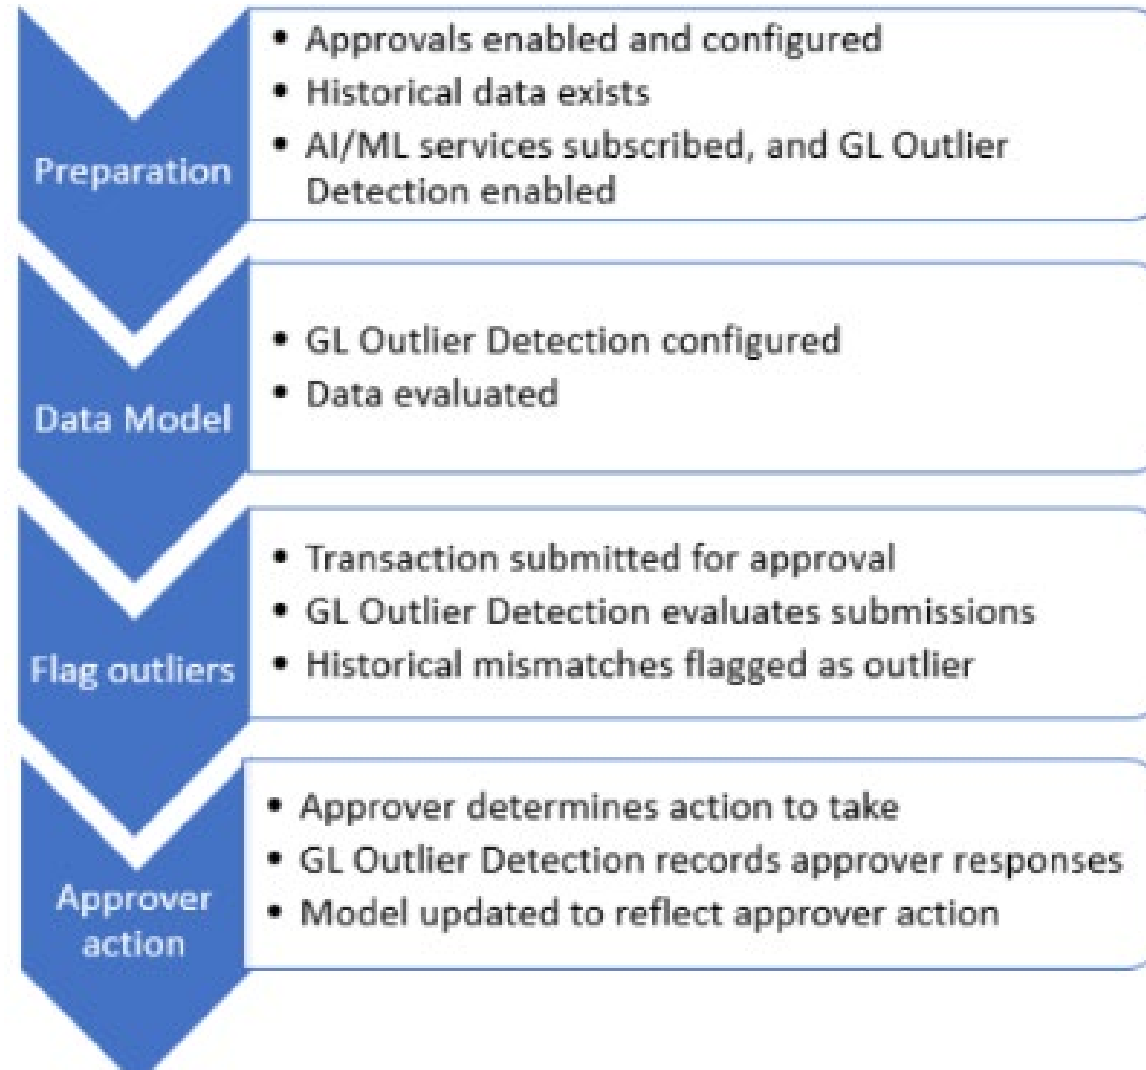 Preparation
• Approvals enabled and configured
• Historical data exists
• AI/ML services subscribed, and GL Outlier
Detection enabled
Data Model
• GL Outlier Detection configured
• Data evaluated
Flag outliers
• Transaction submitted for approval
• GL Outlier Detection evaluates submissions
• Historical mismatches flagged as outlier
Approver
action
• Approver determines action to take
• GL Outlier Detection records approver responses
• Model updated to reflect approver action